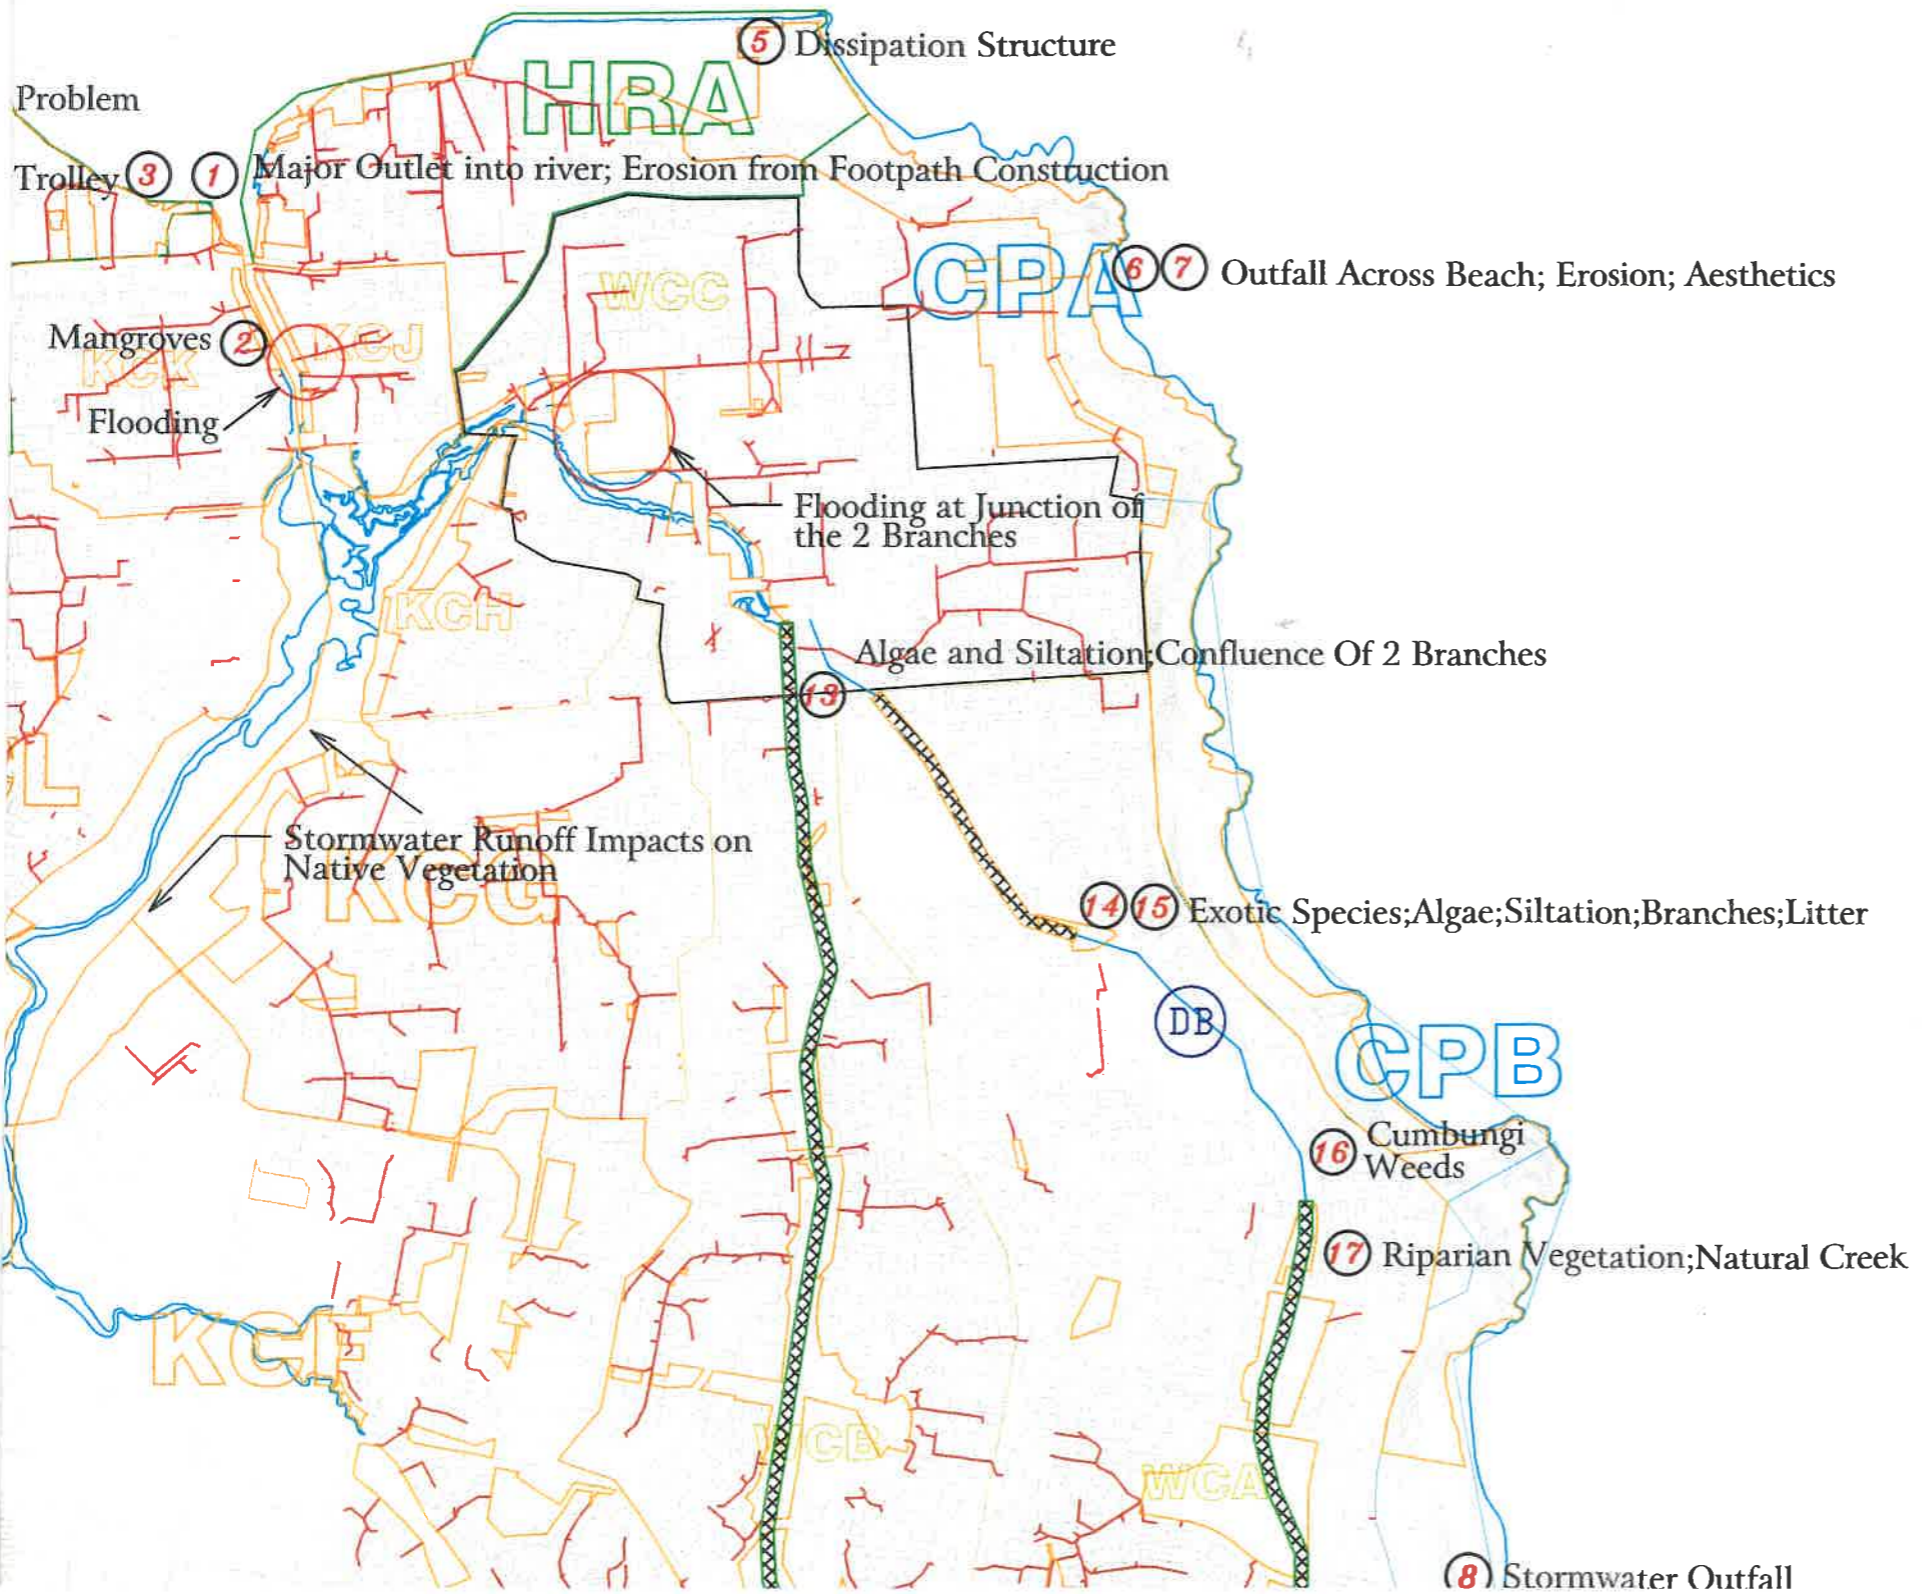 5 Dissipation Structure
HRA
Problem
Trolley 3 1 Major Outlet into river; Erosion from Footpath Construction
CPA
6 7 Outfall Across Beach; Erosion; Aesthetics
WCC
Mangroves 2
KCJ
KCK
Flooding
Flooding at Junction of
the 2 Branches
KCH
Algae and Siltation;Confluence Of 2 Branches
13
L
Stormwater Runoff Impacts on
Native Vegetation
KCG
14 15 Exotic Species;Algae;Siltation;Branches;Litter
DB
CPB
16 Cumbungi
Weeds
17 Riparian Vegetation;Natural Creek
KCF
WCB
WCA
8 Stormwater Outfall